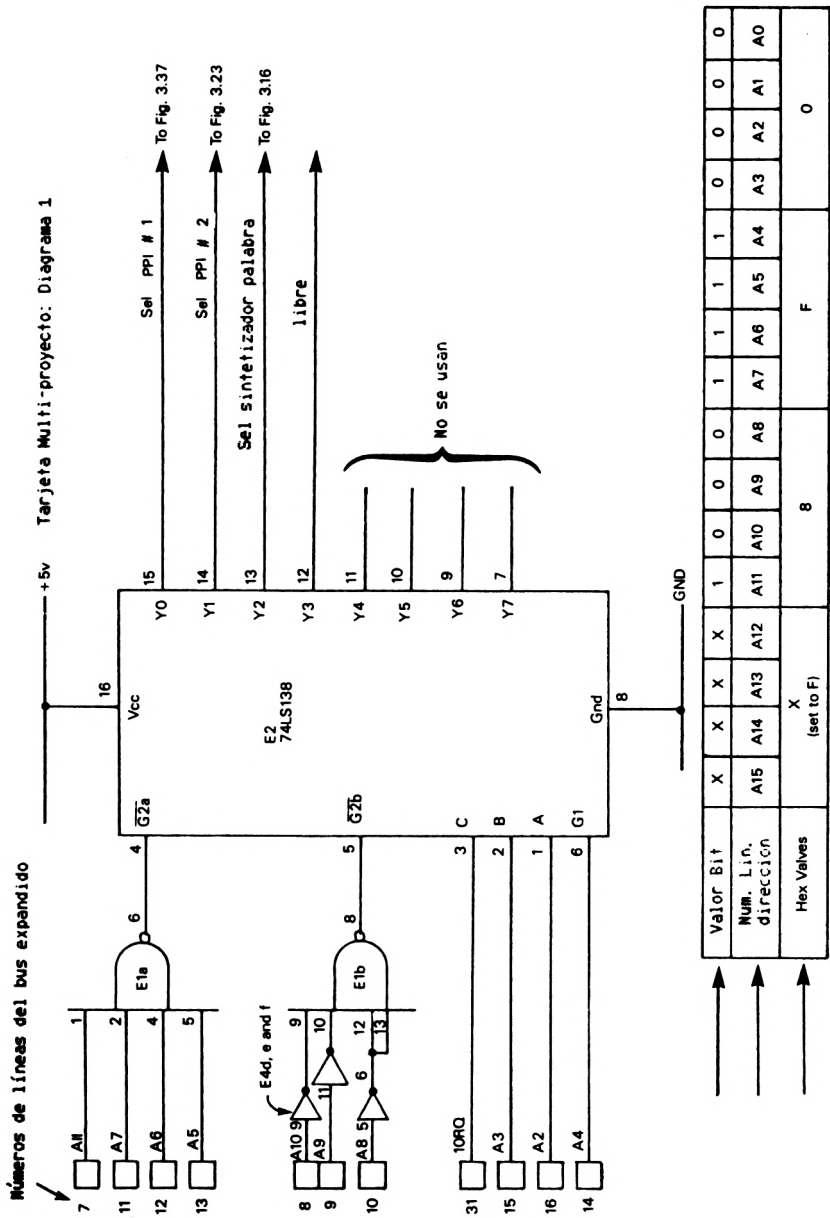 Números de líneas del bus expandido
+5v Tarjeta Multi-proyecto: Diagrama 1
7 AII 1
11 A7 2
12 A6 4
13 A5 5
E1a
6 4
G2a
16
Vcc
E2
74LS138
E4d, e and f
8 A10 9 9
9 A9 11 10
10 A8 5 6 12
13
E1b
8 5
G2b
31 10RQ 3 C
15 A3 2 B
16 A2 1 A
14 A4 6 G1
Gnd
8
GND
Y0 15 Sel PPI # 1 To Fig. 3.37
Y1 14 Sel PPI # 2 To Fig. 3.23
Y2 13 Sel sintetizador palabra To Fig. 3.16
Y3 12 libre
Y4 11
Y5 10
Y6 9
Y7 7
No se usan
Valor Bit X X X X 1 0 0 0 1 1 1 1 0 0 0 0
Num. Lin. dirección A15 A14 A13 A12 A11 A10 A9 A8 A7 A6 A5 A4 A3 A2 A1 A0
Hex Valves X (set to F) 8 F 0